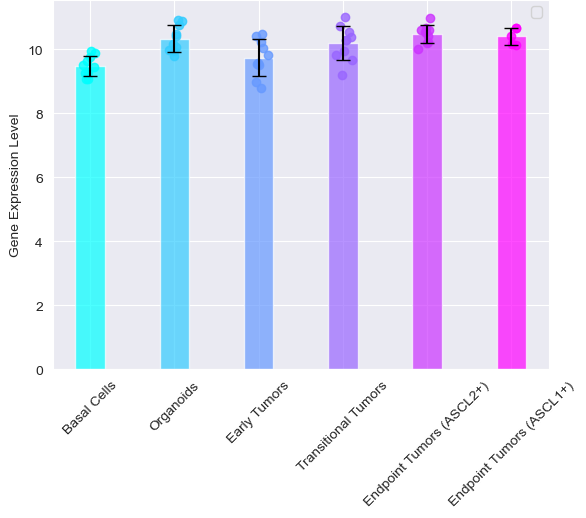 Gene Expression Level
10
8
6
4
2
0
Basal Cells
Organoids
Early Tumors
Transitional Tumors
Endpoint Tumors (ASCL2+)
Endpoint Tumors (ASCL1+)